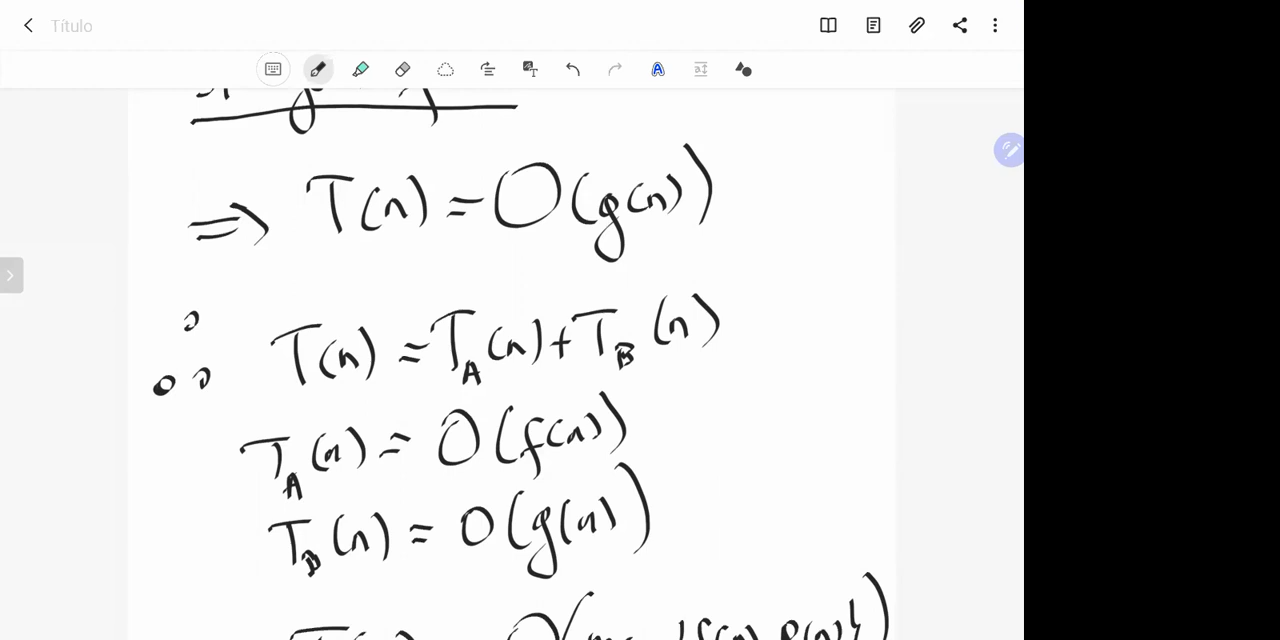 Título
⇒ T(n) = O(g(n))
∴ T(n) = T_A(n) + T_B(n)
T_A(n) = O(f(n))
T_B(n) = O(g(n))